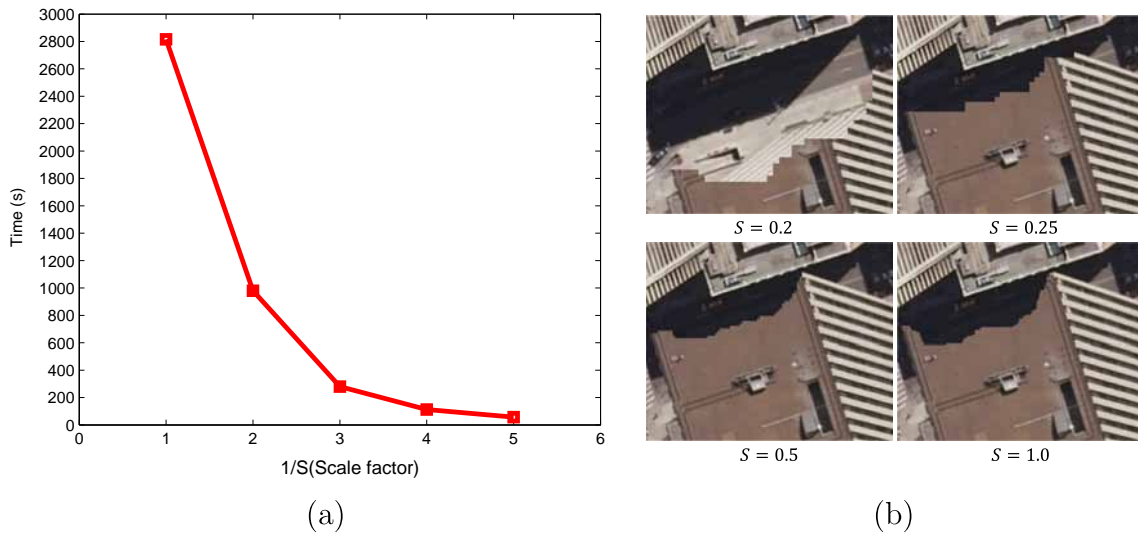 3000
2800
2600
2400
2200
2000
1800
1600
1400
1200
1000
800
600
400
200
0
Time (s)
0 1 2 3 4 5 6
1/S(Scale factor)
(a)
S = 0.2
S = 0.25
S = 0.5
S = 1.0
(b)